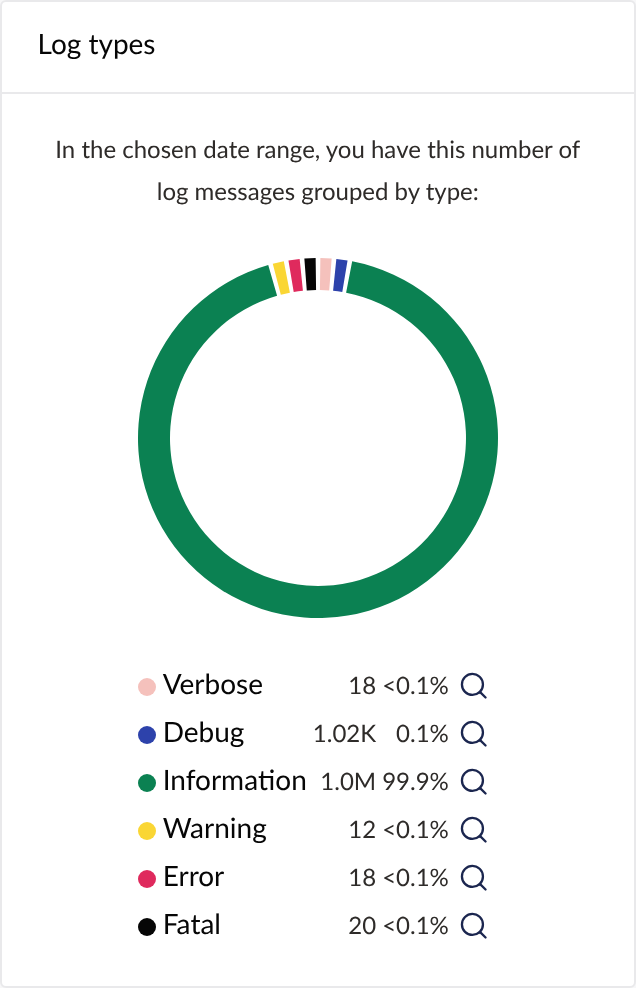 Log types
In the chosen date range, you have this number of
log messages grouped by type:
Verbose 18 <0.1%
Debug 1.02K 0.1%
Information 1.0M 99.9%
Warning 12 <0.1%
Error 18 <0.1%
Fatal 20 <0.1%